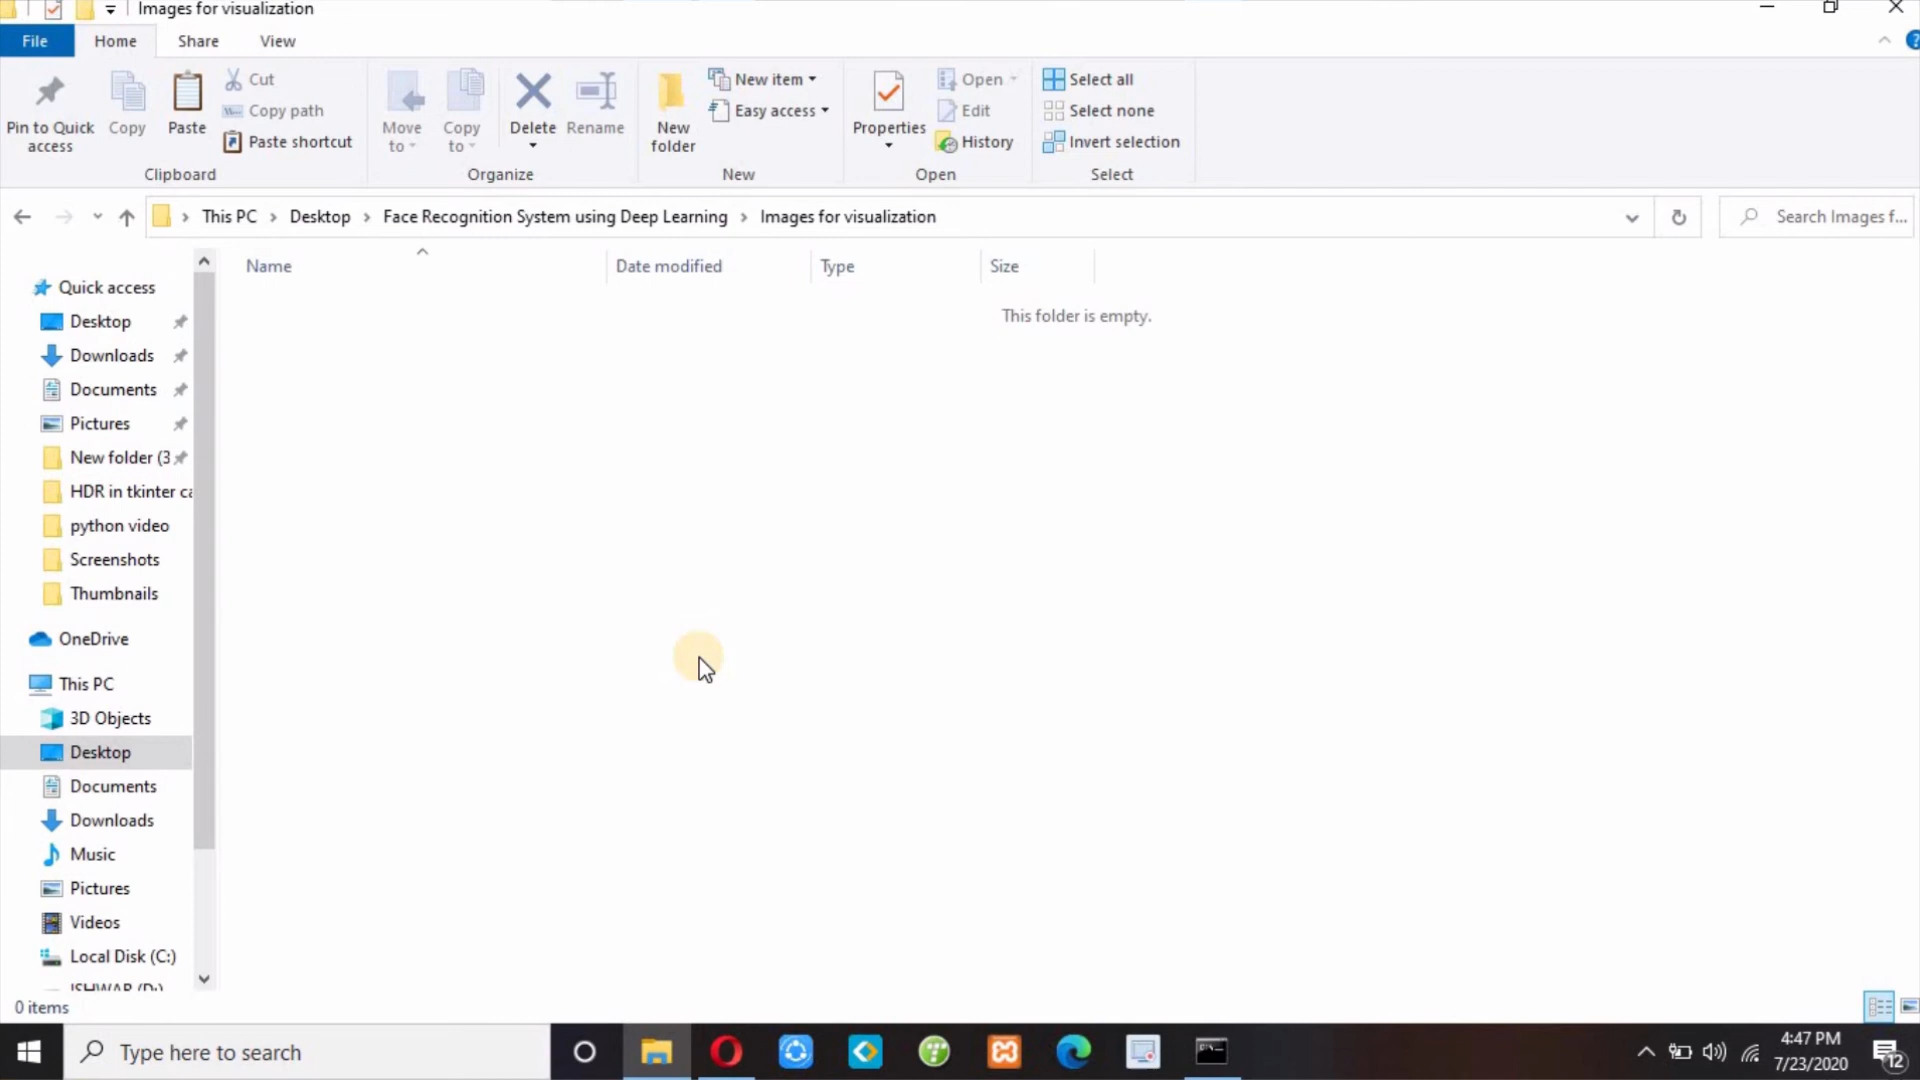 Images for visualization
File Home Share View
Pin to Quick access
Copy
Paste
Cut
Copy path
Paste shortcut
Clipboard
Move to
Copy to
Delete
Rename
Organize
New folder
New item
Easy access
New
Properties
Open
Edit
History
Open
Select all
Select none
Invert selection
Select
This PC > Desktop > Face Recognition System using Deep Learning > Images for visualization
Search Images f...
Name Date modified Type Size
This folder is empty.
Quick access
Desktop
Downloads
Documents
Pictures
New folder (3
HDR in tkinter ca
python video
Screenshots
Thumbnails
OneDrive
This PC
3D Objects
Desktop
Documents
Downloads
Music
Pictures
Videos
Local Disk (C:)
ISHWAR (D:)
0 items
Type here to search
4:47 PM
7/23/2020
12